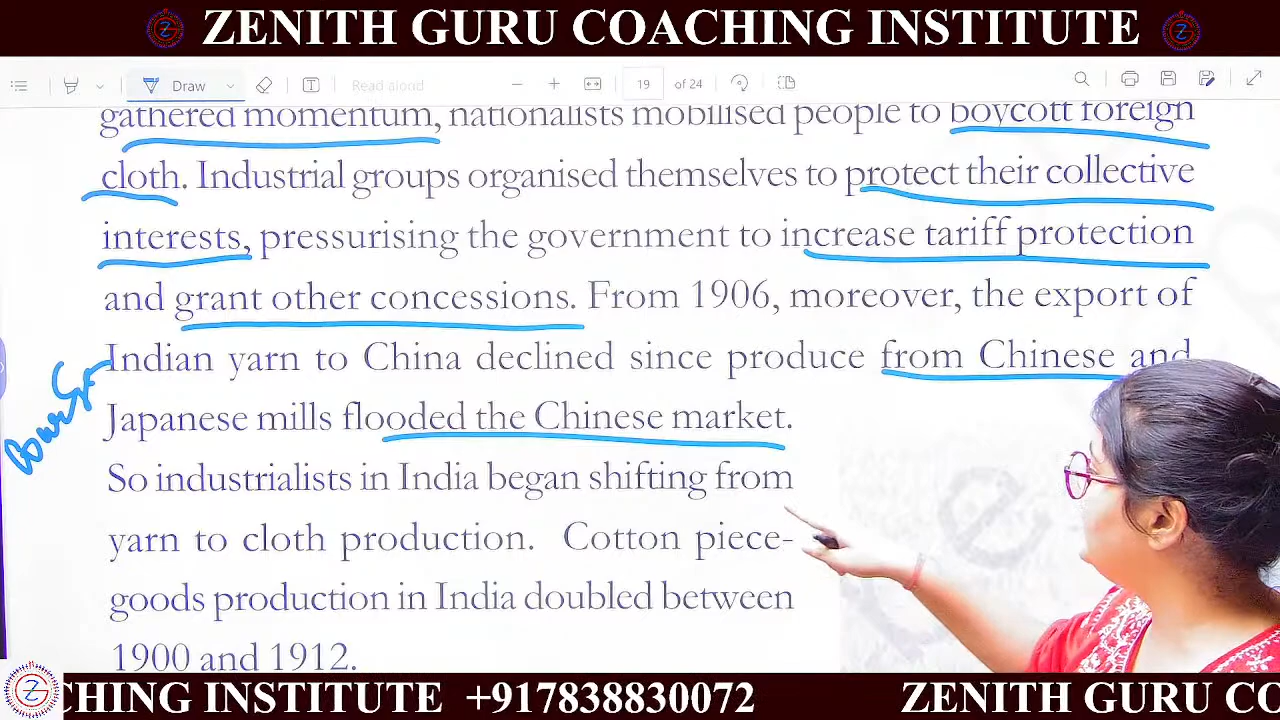 ZENITH GURU COACHING INSTITUTE
Draw
Read aloud
19 of 24
gathered momentum, nationalists mobilised people to boycott foreign
cloth. Industrial groups organised themselves to protect their collective
interests, pressurising the government to increase tariff protection
and grant other concessions. From 1906, moreover, the export of
Indian yarn to China declined since produce from Chinese and
Japanese mills flooded the Chinese market.
So industrialists in India began shifting from
yarn to cloth production. Cotton piece-
goods production in India doubled between
1900 and 1912.
CHING INSTITUTE +917838830072 ZENITH GURU CO